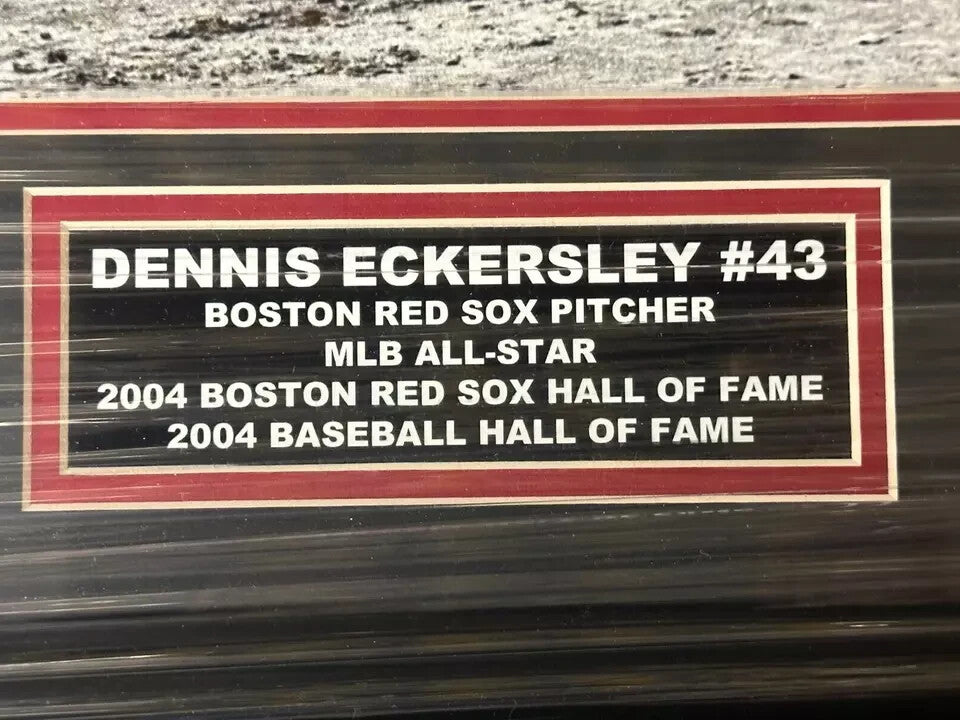 DENNIS ECKERSLEY #43
BOSTON RED SOX PITCHER
MLB ALL-STAR
2004 BOSTON RED SOX HALL OF FAME
2004 BASEBALL HALL OF FAME